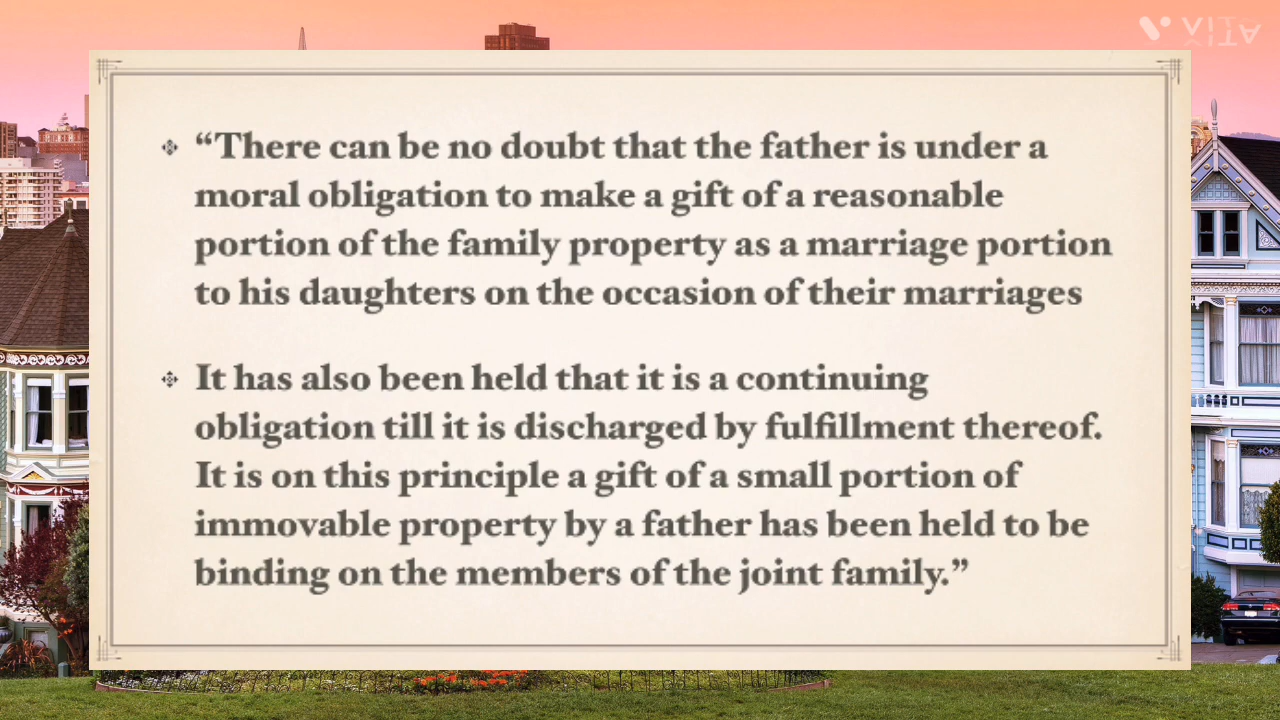 VITA
“There can be no doubt that the father is under a
moral obligation to make a gift of a reasonable
portion of the family property as a marriage portion
to his daughters on the occasion of their marriages
It has also been held that it is a continuing
obligation till it is discharged by fulfillment thereof.
It is on this principle a gift of a small portion of
immovable property by a father has been held to be
binding on the members of the joint family.”